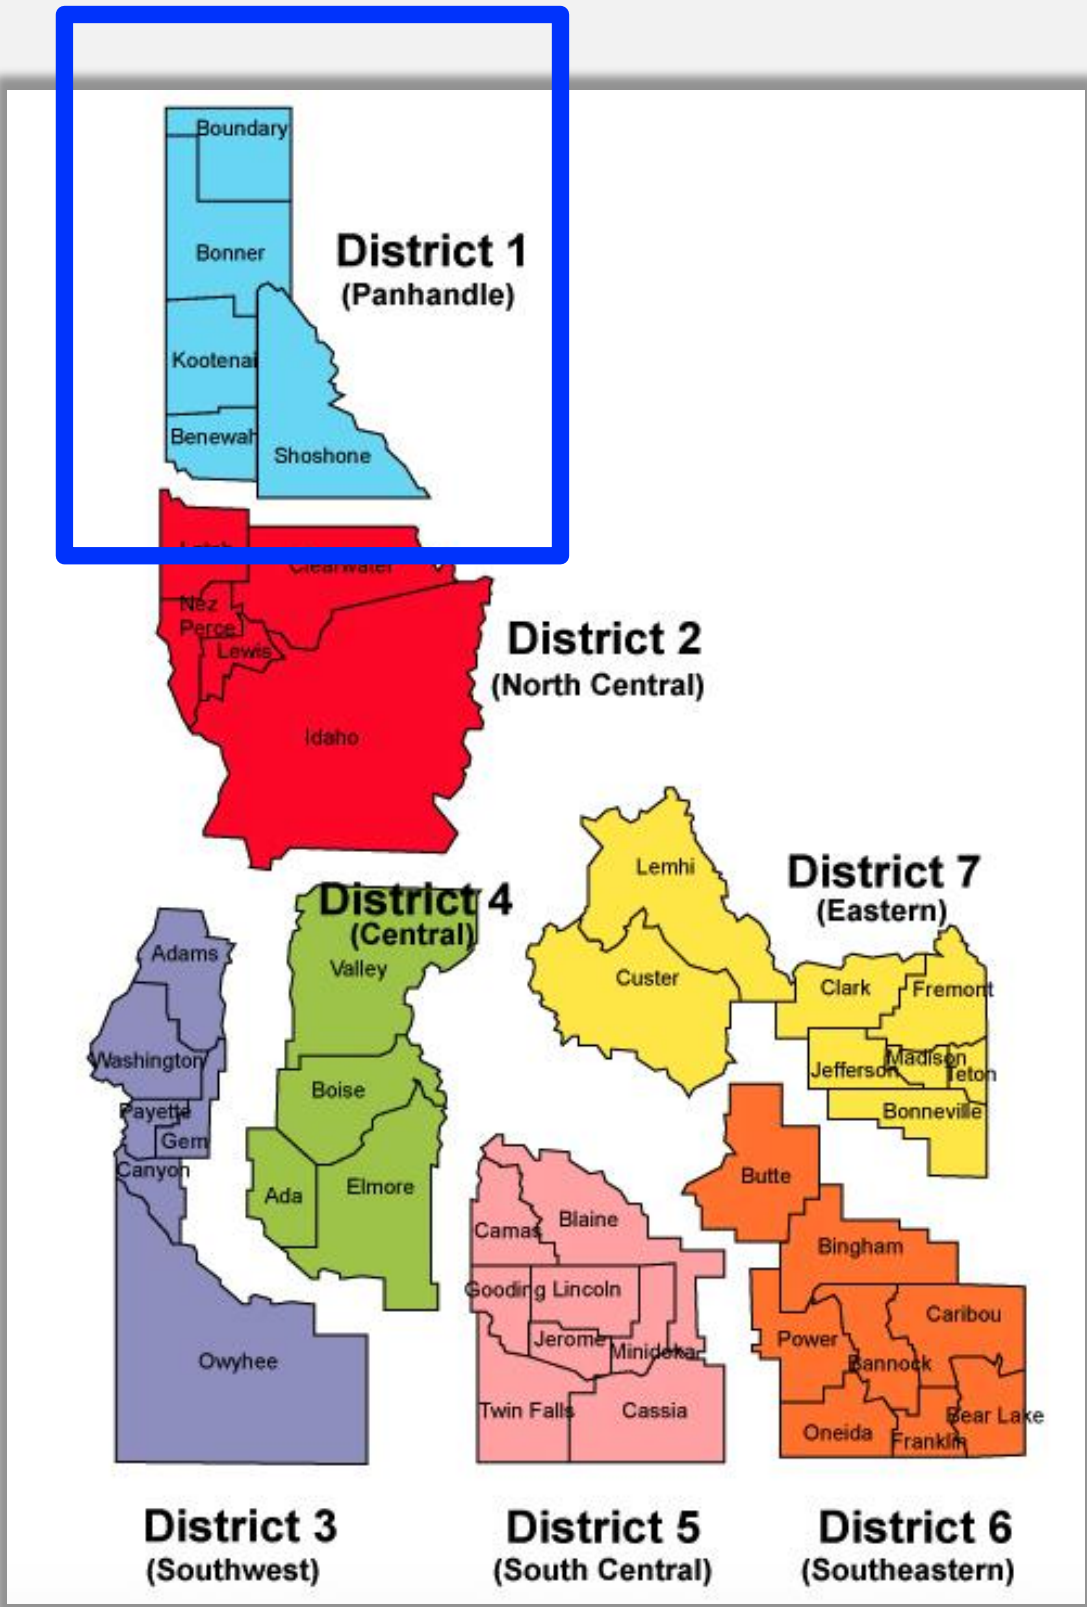 Boundary
Bonner
District 1
(Panhandle)
Kootenai
Benewah
Shoshone
Latah
Clearwater
Nez
Perce
Lewis
District 2
(North Central)
Idaho
Lemhi
District 7
(Eastern)
District 4
(Central)
Adams
Valley
Custer
Clark
Fremont
Washington
Boise
Jefferson
Madison
Teton
Payette
Bonneville
Gem
Canyon
Ada
Elmore
Butte
Camas
Blaine
Bingham
Gooding
Lincoln
Caribou
Jerome
Minidoka
Power
Bannock
Owyhee
Twin Falls
Cassia
Oneida
Franklin
Bear Lake
District 3
(Southwest)
District 5
(South Central)
District 6
(Southeastern)